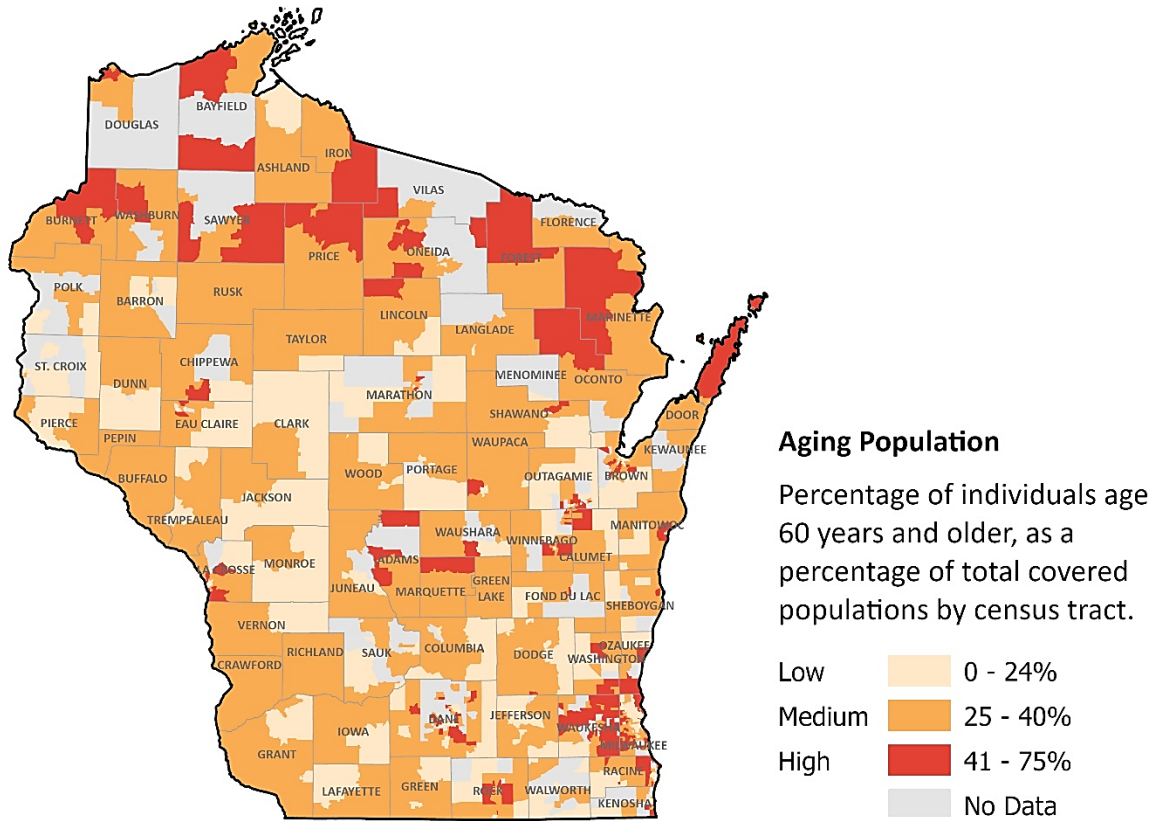 BAYFIELD
DOUGLAS
IRON
ASHLAND
VILAS
BURNETT
WASHBURN
SAWYER
FLORENCE
ONEIDA
FOREST
PRICE
POLK
BARRON
RUSK
LINCOLN
MARINETTE
LANGLADE
TAYLOR
ST. CROIX
CHIPPEWA
MENOMINEE
OCONTO
DUNN
MARATHON
SHAWANO
DOOR
PIERCE
EAU CLAIRE
CLARK
PEPIN
WAUPACA
KEWAUNEE
BUFFALO
WOOD
PORTAGE
OUTAGAMIE
BROWN
JACKSON
TREMPEALEAU
MANITOWOC
WAUSHARA
WINNEBAGO
LA CROSSE
MONROE
ADAMS
CALUMET
JUNEAU
MARQUETTE
GREEN
LAKE
FOND DU LAC
SHEBOYGAN
VERNON
RICHLAND
SAUK
COLUMBIA
DODGE
OZAUKEE
WASHINGTON
CRAWFORD
DANE
JEFFERSON
WAUKESHA
MILWAUKEE
IOWA
GRANT
RACINE
LAFAYETTE
GREEN
ROCK
WALWORTH
KENOSHA
Aging Population
Percentage of individuals age
60 years and older, as a
percentage of total covered
populations by census tract.
Low 0 - 24%
Medium 25 - 40%
High 41 - 75%
No Data